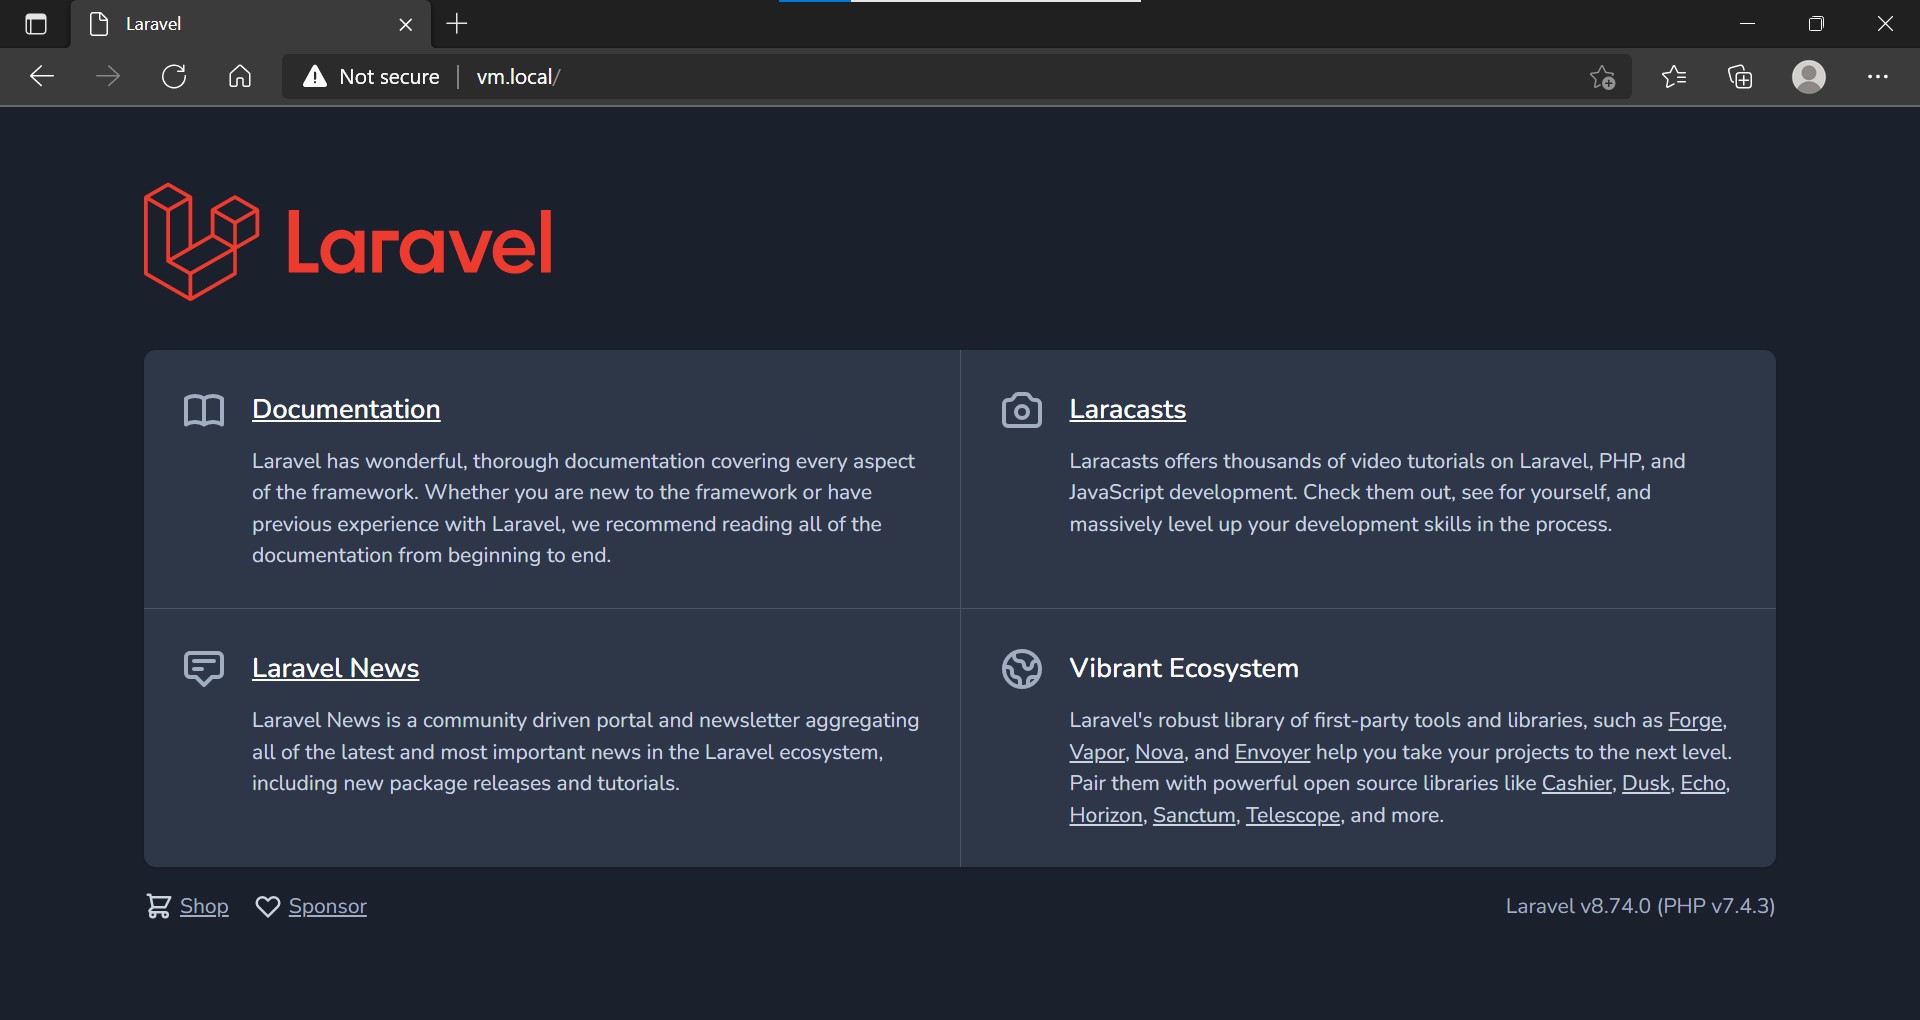 Laravel
Not secure
vm.local/
Laravel
Documentation
Laravel has wonderful, thorough documentation covering every aspect
of the framework. Whether you are new to the framework or have
previous experience with Laravel, we recommend reading all of the
documentation from beginning to end.
Laracasts
Laracasts offers thousands of video tutorials on Laravel, PHP, and
JavaScript development. Check them out, see for yourself, and
massively level up your development skills in the process.
Laravel News
Laravel News is a community driven portal and newsletter aggregating
all of the latest and most important news in the Laravel ecosystem,
including new package releases and tutorials.
Vibrant Ecosystem
Laravel's robust library of first-party tools and libraries, such as Forge,
Vapor, Nova, and Envoyer help you take your projects to the next level.
Pair them with powerful open source libraries like Cashier, Dusk, Echo,
Horizon, Sanctum, Telescope, and more.
Shop
Sponsor
Laravel v8.74.0 (PHP v7.4.3)